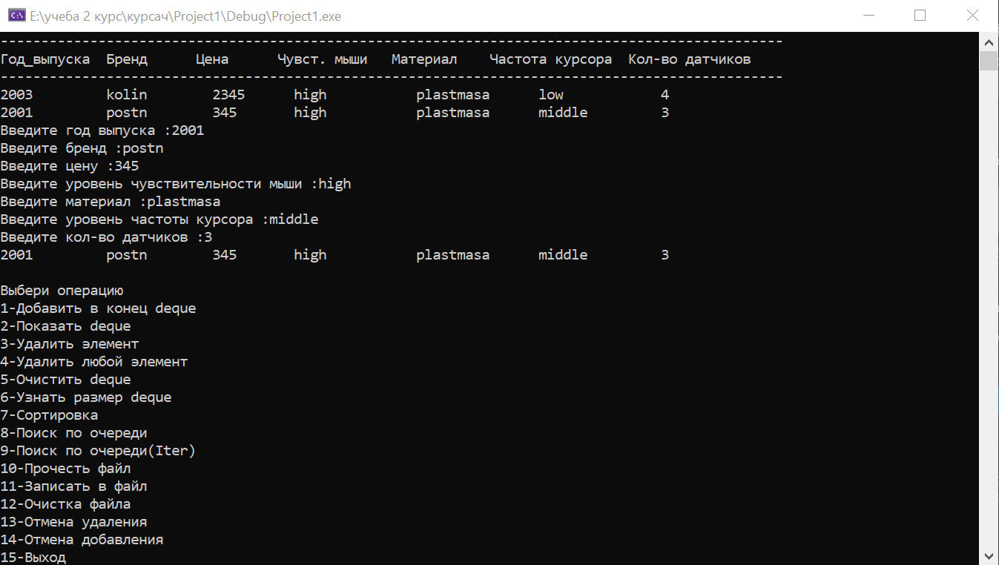 E:\учеба 2 курс\курсач\Project1\Debug\Project1.exe
------------------------------------------------------------------------------------------------
Год_выпуска Бренд Цена Чувст. мыши Материал Частота курсора Кол-во датчиков
------------------------------------------------------------------------------------------------
2003 kolin 2345 high plastmasa low 4
2001 postn 345 high plastmasa middle 3
Введите год выпуска :2001
Введите бренд :postn
Введите цену :345
Введите уровень чувствительности мыши :high
Введите материал :plastmasa
Введите уровень частоты курсора :middle
Введите кол-во датчиков :3
2001 postn 345 high plastmasa middle 3
Выбери операцию
1-Добавить в конец deque
2-Показать deque
3-Удалить элемент
4-Удалить любой элемент
5-Очистить deque
6-Узнать размер deque
7-Сортировка
8-Поиск по очереди
9-Поиск по очереди(Iter)
10-Прочесть файл
11-Записать в файл
12-Очистка файла
13-Отмена удаления
14-Отмена добавления
15-Выход